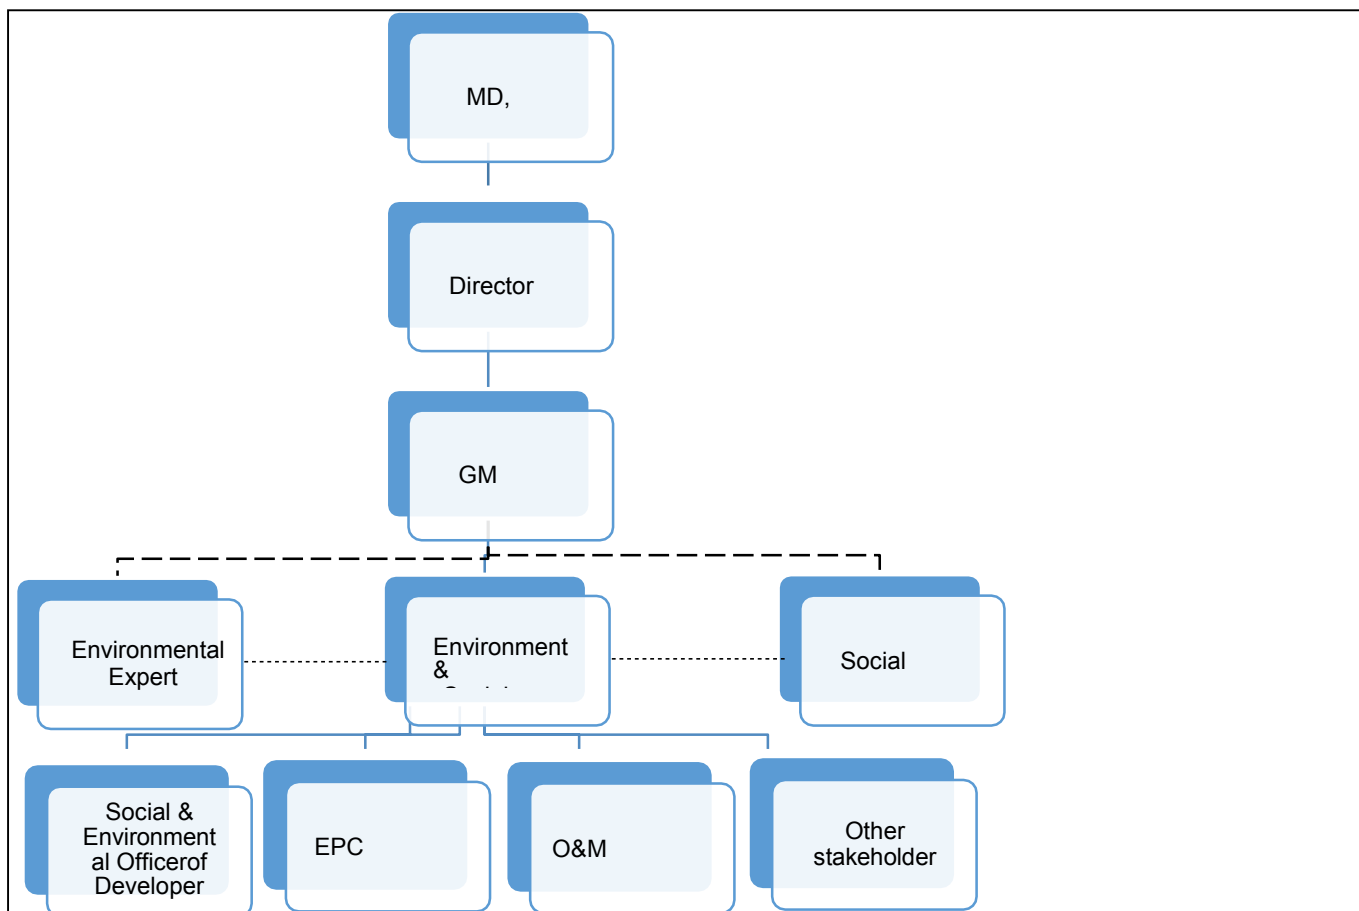 MD,
Director
GM
Environmental
Expert
Environment
&
Social
Social &
Environment
al Officerof
Developer
EPC
O&M
Other
stakeholder